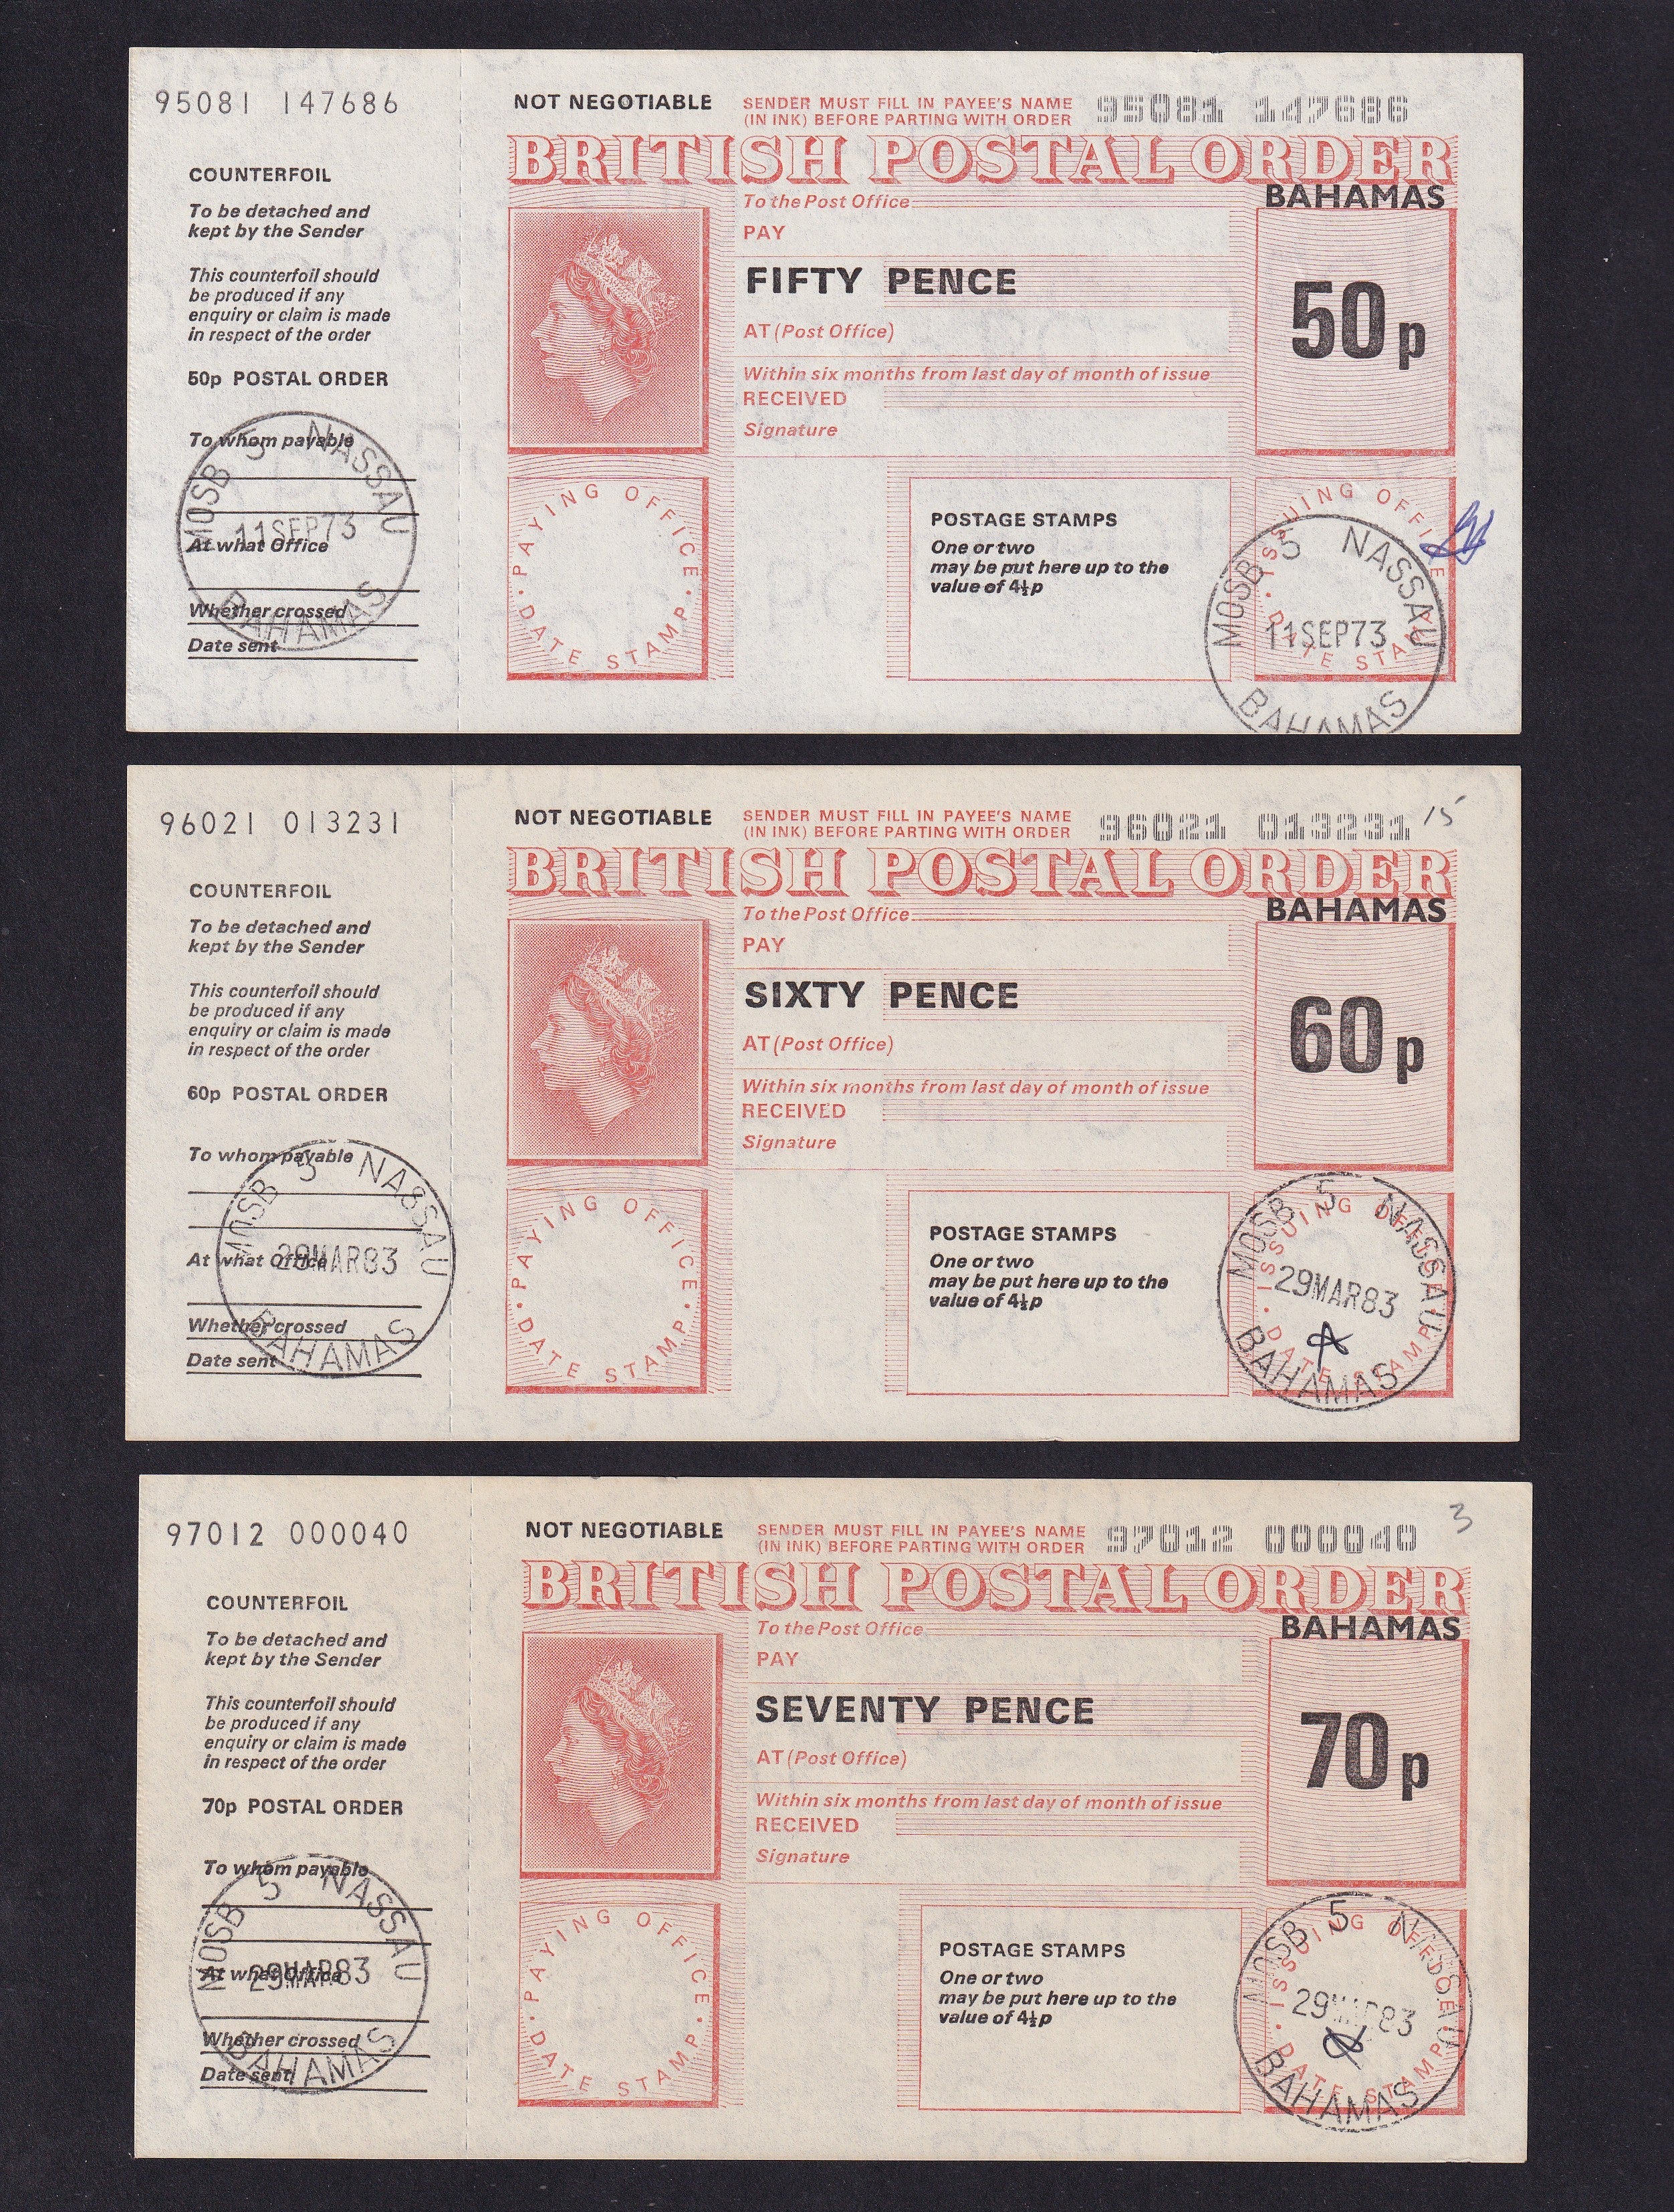 95081 147686
NOT NEGOTIABLE
SENDER MUST FILL IN PAYEE'S NAME
(IN INK) BEFORE PARTING WITH ORDER
95081 147686
BRITISH POSTAL ORDER
BAHAMAS
COUNTERFOIL
To be detached and
kept by the Sender
This counterfoil should
be produced if any
enquiry or claim is made
in respect of the order
50p POSTAL ORDER
To whom payable
At what Office
Whether crossed
Date sent
MOSB 5 NASSAU
11SEP73
BAHAMAS
To the Post Office
PAY
FIFTY PENCE
50p
AT (Post Office)
Within six months from last day of month of issue
RECEIVED
Signature
PAYING OFFICE
DATE STAMP
POSTAGE STAMPS
One or two
may be put here up to the
value of 4½p
ISSUING OFFICE
DATE STAMP
MOSB 5 NASSAU
11SEP73
BAHAMAS
96021 013231
NOT NEGOTIABLE
SENDER MUST FILL IN PAYEE'S NAME
(IN INK) BEFORE PARTING WITH ORDER
96021 013231
15
BRITISH POSTAL ORDER
BAHAMAS
COUNTERFOIL
To be detached and
kept by the Sender
This counterfoil should
be produced if any
enquiry or claim is made
in respect of the order
60p POSTAL ORDER
To whom payable
At what Office
Whether crossed
Date sent
MOSB 5 NASSAU
29MAR83
BAHAMAS
To the Post Office
PAY
SIXTY PENCE
60p
AT (Post Office)
Within six months from last day of month of issue
RECEIVED
Signature
PAYING OFFICE
DATE STAMP
POSTAGE STAMPS
One or two
may be put here up to the
value of 4½p
ISSUING OFFICE
DATE STAMP
MOSB 5 NASSAU
29MAR83
BAHAMAS
97012 000040
NOT NEGOTIABLE
SENDER MUST FILL IN PAYEE'S NAME
(IN INK) BEFORE PARTING WITH ORDER
97012 000040
3
BRITISH POSTAL ORDER
BAHAMAS
COUNTERFOIL
To be detached and
kept by the Sender
This counterfoil should
be produced if any
enquiry or claim is made
in respect of the order
70p POSTAL ORDER
To whom payable
At what Office
Whether crossed
Date sent
MOSB 5 NASSAU
29MAR83
BAHAMAS
To the Post Office
PAY
SEVENTY PENCE
70p
AT (Post Office)
Within six months from last day of month of issue
RECEIVED
Signature
PAYING OFFICE
DATE STAMP
POSTAGE STAMPS
One or two
may be put here up to the
value of 4½p
ISSUING OFFICE
DATE STAMP
MOSB 5 NASSAU
29MAR83
BAHAMAS